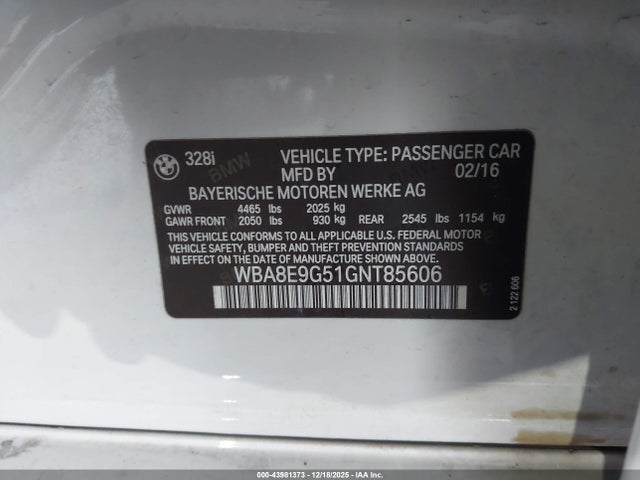 BMW
328i VEHICLE TYPE: PASSENGER CAR
MFD BY 02/16
BAYERISCHE MOTOREN WERKE AG
GVWR 4465 lbs 2025 kg
GAWR FRONT 2050 lbs 930 kg REAR 2545 lbs 1154 kg
THIS VEHICLE CONFORMS TO ALL APPLICABLE U.S. FEDERAL MOTOR
VEHICLE SAFETY, BUMPER AND THEFT PREVENTION STANDARDS
IN EFFECT ON THE DATE OF MANUFACTURE SHOWN ABOVE.
WBA8E9G51GNT85606
2 122 606
000-43981373 | 12/18/2025 | IAA Inc.